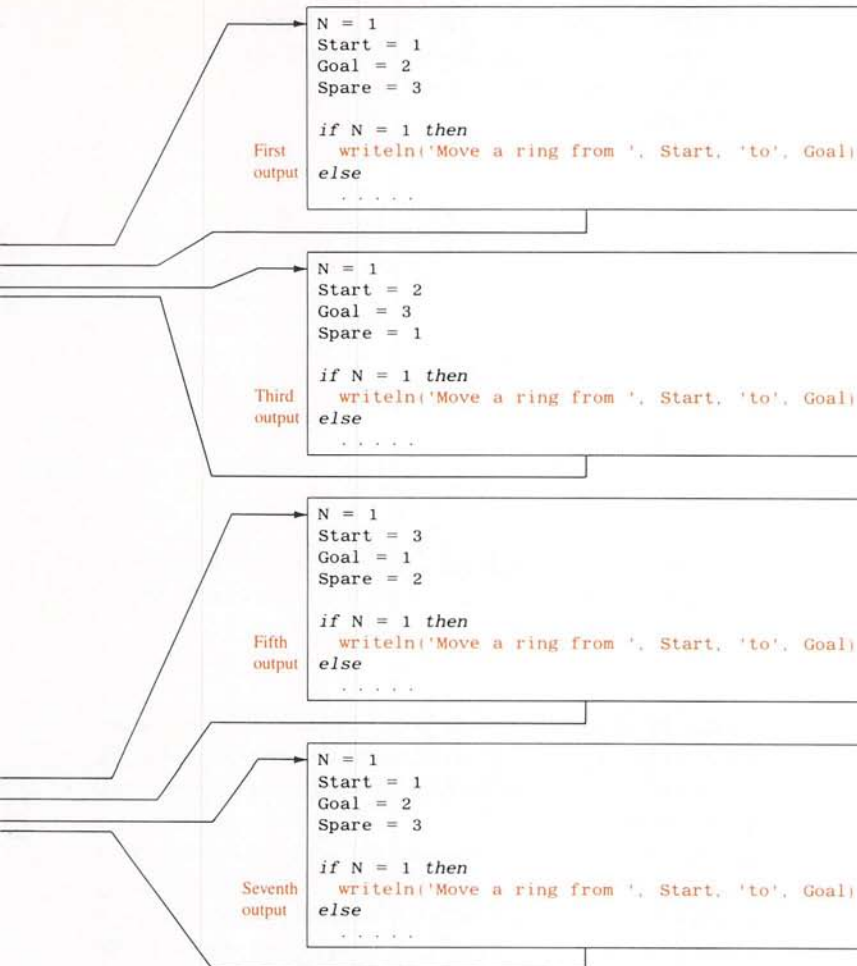 N = 1
Start = 1
Goal = 2
Spare = 3
if N = 1 then
First
writeln('Move a ring from ', Start, 'to', Goal)
output
else
. . . . .
N = 1
Start = 2
Goal = 3
Spare = 1
if N = 1 then
Third
writeln('Move a ring from ', Start, 'to', Goal)
output
else
. . . . .
N = 1
Start = 3
Goal = 1
Spare = 2
if N = 1 then
Fifth
writeln('Move a ring from ', Start, 'to', Goal)
output
else
. . . . .
N = 1
Start = 1
Goal = 2
Spare = 3
if N = 1 then
Seventh
writeln('Move a ring from ', Start, 'to', Goal)
output
else
. . . . .